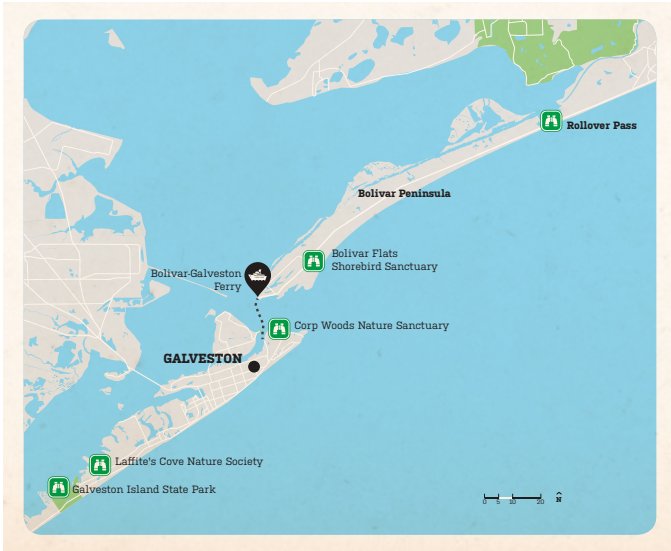 Rollover Pass
Bolivar Peninsula
Bolivar Flats
Shorebird Sanctuary
Bolivar-Galveston
Ferry
Corp Woods Nature Sanctuary
GALVESTON
Laffite's Cove Nature Society
Galveston Island State Park
0 5 10 20 N